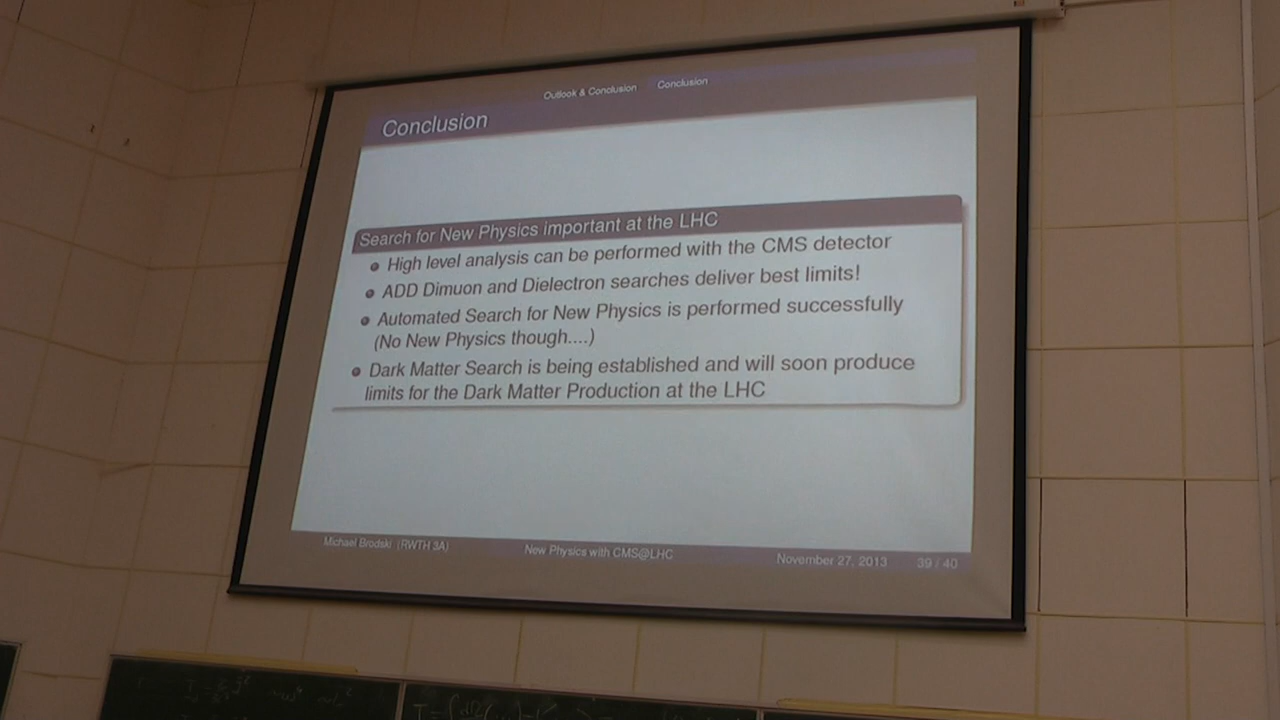 Outlook & Conclusion Conclusion
Conclusion
Search for New Physics important at the LHC
High level analysis can be performed with the CMS detector
ADD Dimuon and Dielectron searches deliver best limits!
Automated Search for New Physics is performed successfully
(No New Physics though....)
Dark Matter Search is being established and will soon produce
limits for the Dark Matter Production at the LHC
Michael Brodski (RWTH 3A) New Physics with CMS@LHC November 27, 2013 39 / 40